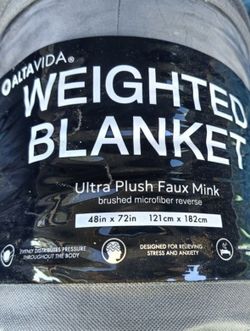 ALTAVIDA®
WEIGHTED
BLANKET
Ultra Plush Faux Mink
brushed microfiber reverse
48in x 72in 121cm x 182cm
EVENLY DISTRIBUTES PRESSURE
THROUGHOUT THE BODY
DESIGNED FOR RELIEVING
STRESS AND ANXIETY